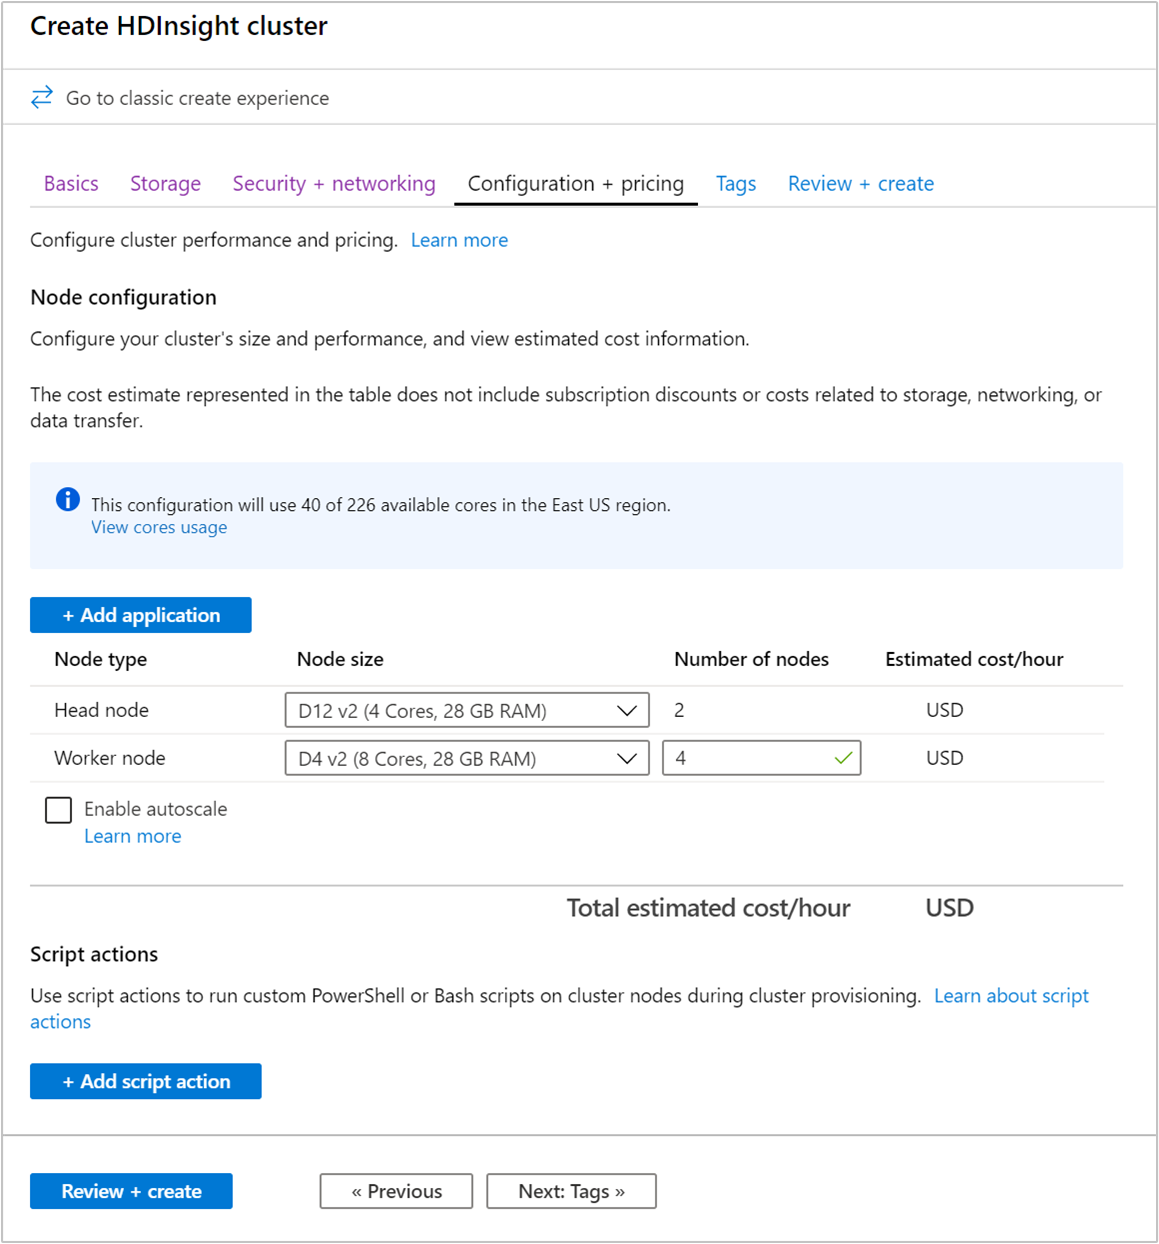 Create HDInsight cluster
Go to classic create experience
Basics Storage Security + networking Configuration + pricing Tags Review + create
Configure cluster performance and pricing. Learn more
Node configuration
Configure your cluster's size and performance, and view estimated cost information.
The cost estimate represented in the table does not include subscription discounts or costs related to storage, networking, or
data transfer.
This configuration will use 40 of 226 available cores in the East US region.
View cores usage
+ Add application
Node type Node size Number of nodes Estimated cost/hour
Head node D12 v2 (4 Cores, 28 GB RAM) 2 USD
Worker node D4 v2 (8 Cores, 28 GB RAM) 4 USD
Enable autoscale
Learn more
Total estimated cost/hour USD
Script actions
Use script actions to run custom PowerShell or Bash scripts on cluster nodes during cluster provisioning. Learn about script
actions
+ Add script action
Review + create « Previous Next: Tags »